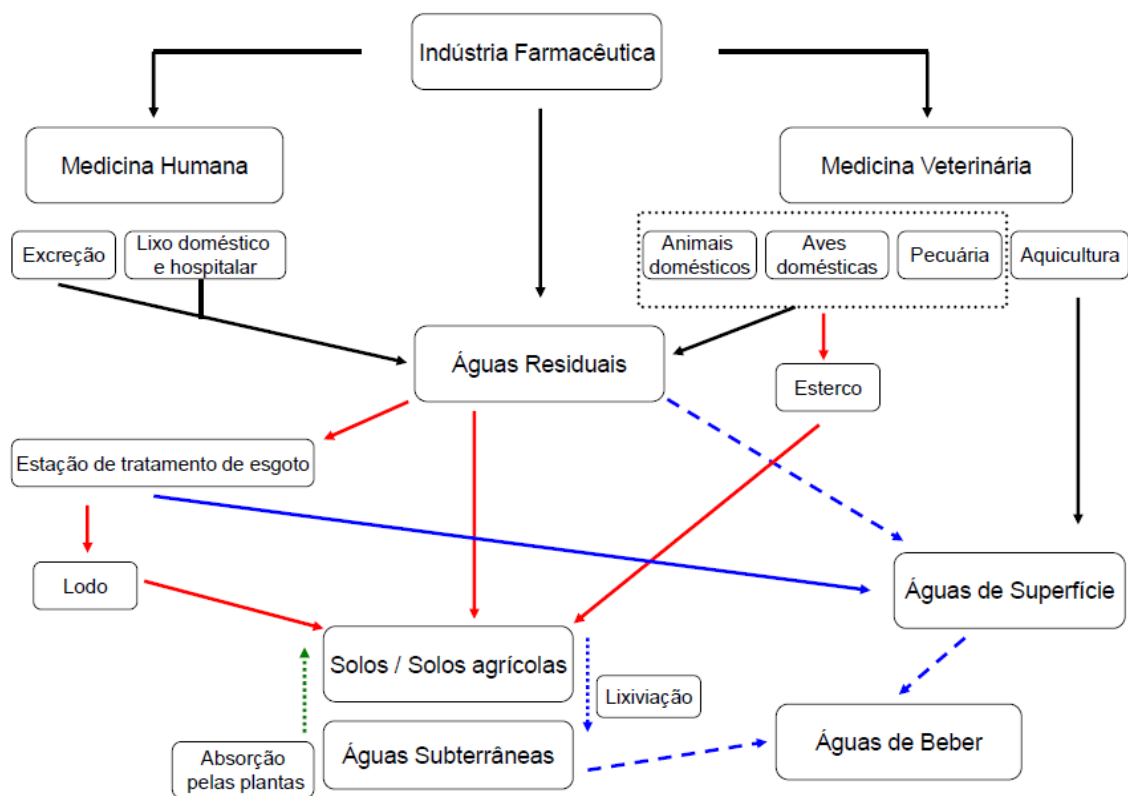 Indústria Farmacêutica
Medicina Humana
Medicina Veterinária
Excreção
Lixo doméstico
e hospitalar
Animais
domésticos
Aves
domésticas
Pecuária
Aquicultura
Águas Residuais
Esterco
Estação de tratamento de esgoto
Lodo
Águas de Superfície
Solos / Solos agrícolas
Lixiviação
Absorção
pelas plantas
Águas Subterrâneas
Águas de Beber